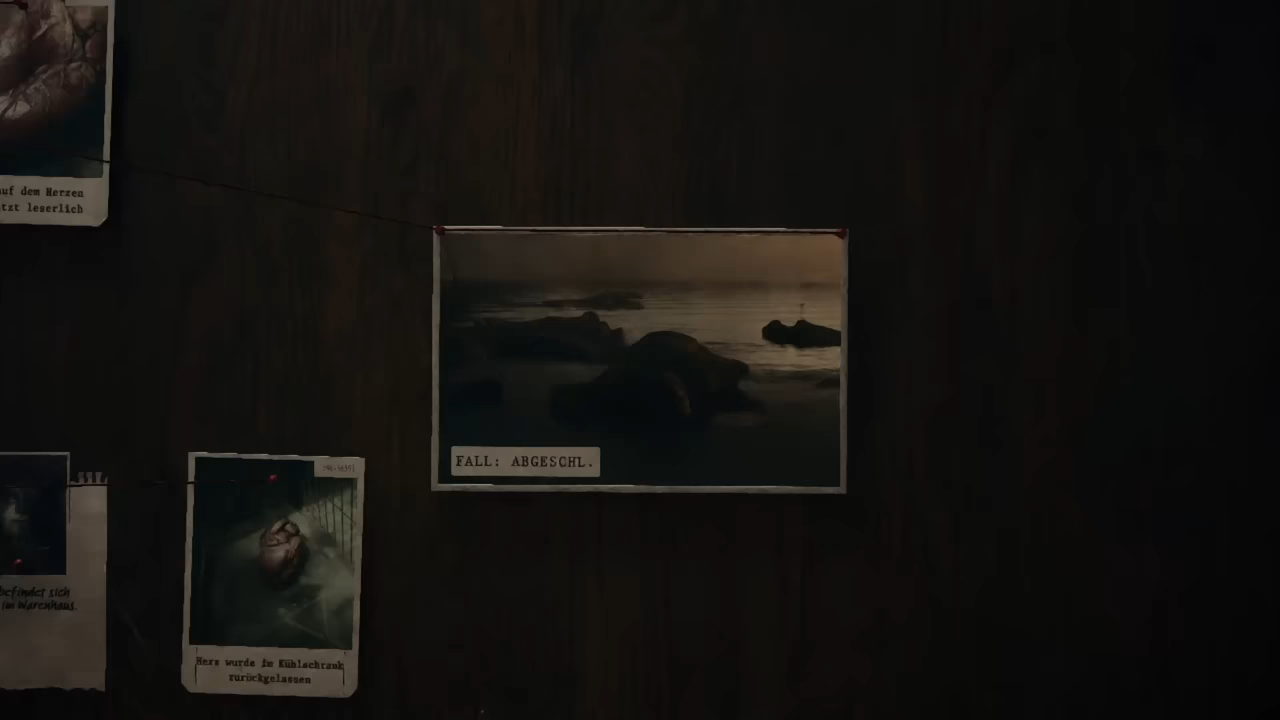 auf dem Herzen
tzt leserlich
FALL: ABGESCHL.
befindet sich
im Warenhaus.
Herz wurde im Kühlschrank
zurückgelassen